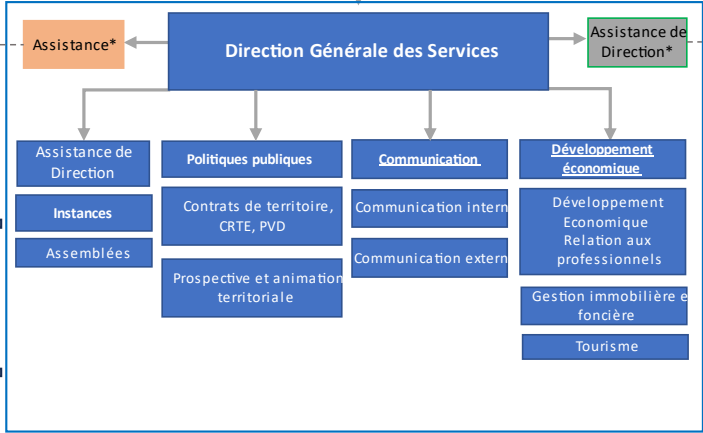 Assistance*
Direction Générale des Services
Assistance de
Direction*
Assistance de
Direction
Instances
Assemblées
Politiques publiques
Contrats de territoire,
CRTE, PVD
Prospective et animation
territoriale
Communication
Communication intern
Communication extern
Développement
économique
Développement
Economique
Relation aux
professionnels
Gestion immobilière e
foncière
Tourisme